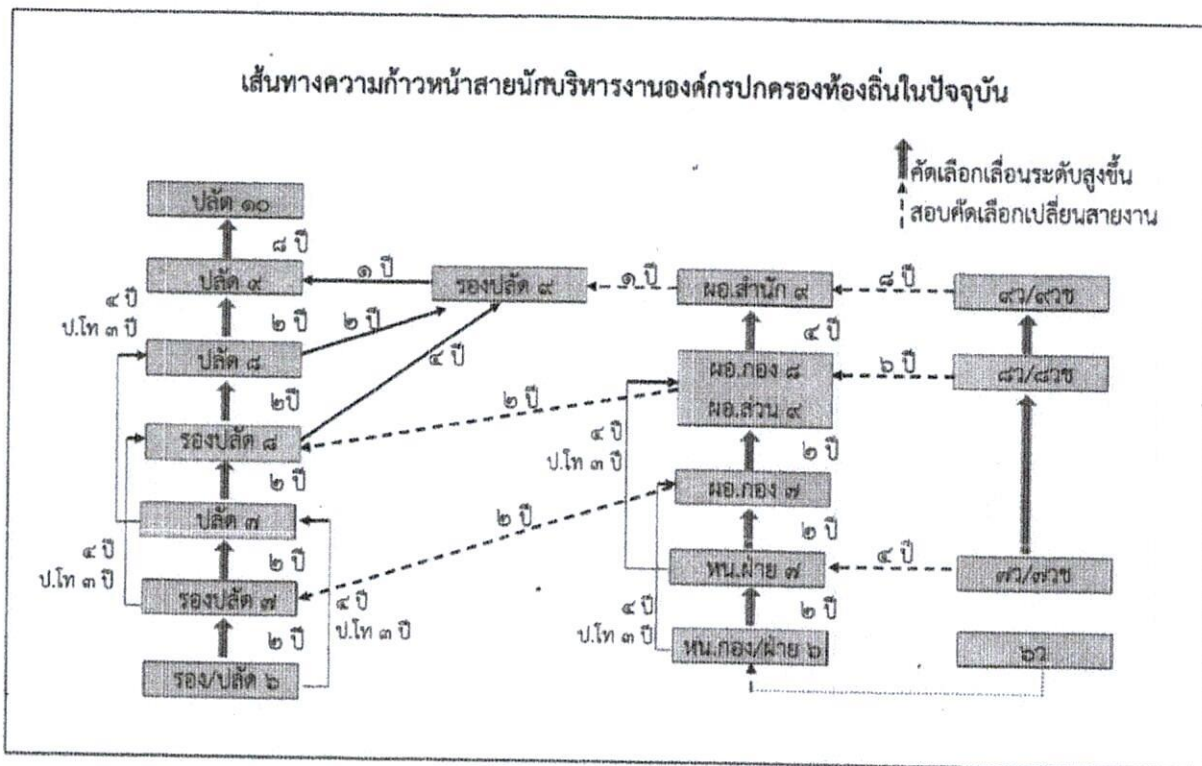 เส้นทางความก้าวหน้าสายนักบริหารงานองค์กรปกครองท้องถิ่นในปัจจุบัน
คัดเลือกเลื่อนระดับสูงขึ้น
สอบคัดเลือกเปลี่ยนสายงาน
ปลัด ๑๐
๘ ปี
ปลัด ๙
๑ ปี
รองปลัด ๙
๑ ปี
ผอ.สำนัก ๙
๘ ปี
๙ว/๙วช
๔ ปี
ป.โท ๓ ปี
๒ ปี
๒ ปี
๔ ปี
๔ ปี
ปลัด ๘
ผอ.กอง ๘
ผอ.ส่วน ๙
๖ ปี
๘ว/๘วช
๒ปี
๒ ปี
รองปลัด ๘
๔ ปี
ป.โท ๓ ปี
๒ ปี
๒ ปี
ผอ.กอง ๗
ปลัด ๗
๒ ปี
๒ ปี
๔ ปี
ป.โท ๓ ปี
๒ ปี
หน.ฝ่าย ๗
๔ ปี
๗ว/๗วช
รองปลัด ๗
๔ ปี
ป.โท ๓ ปี
๒ ปี
๔ ปี
ป.โท ๓ ปี
๒ ปี
รอง/ปลัด ๖
หน.กอง/ฝ่าย ๖
๖ว